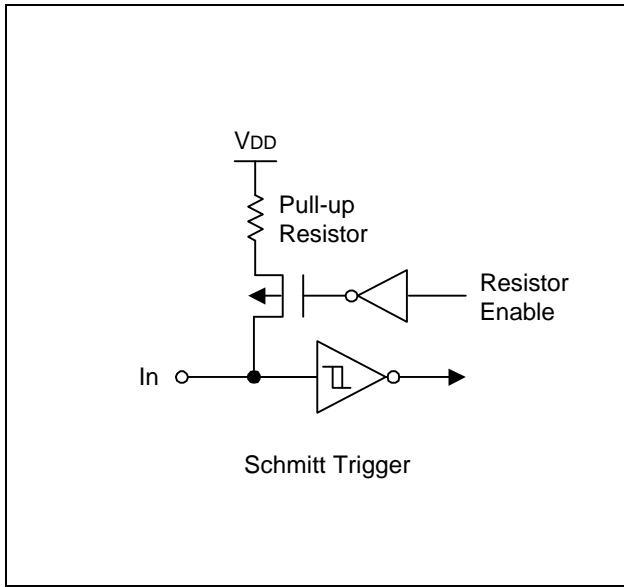 VDD
Pull-up
Resistor
Resistor
Enable
In
Schmitt Trigger